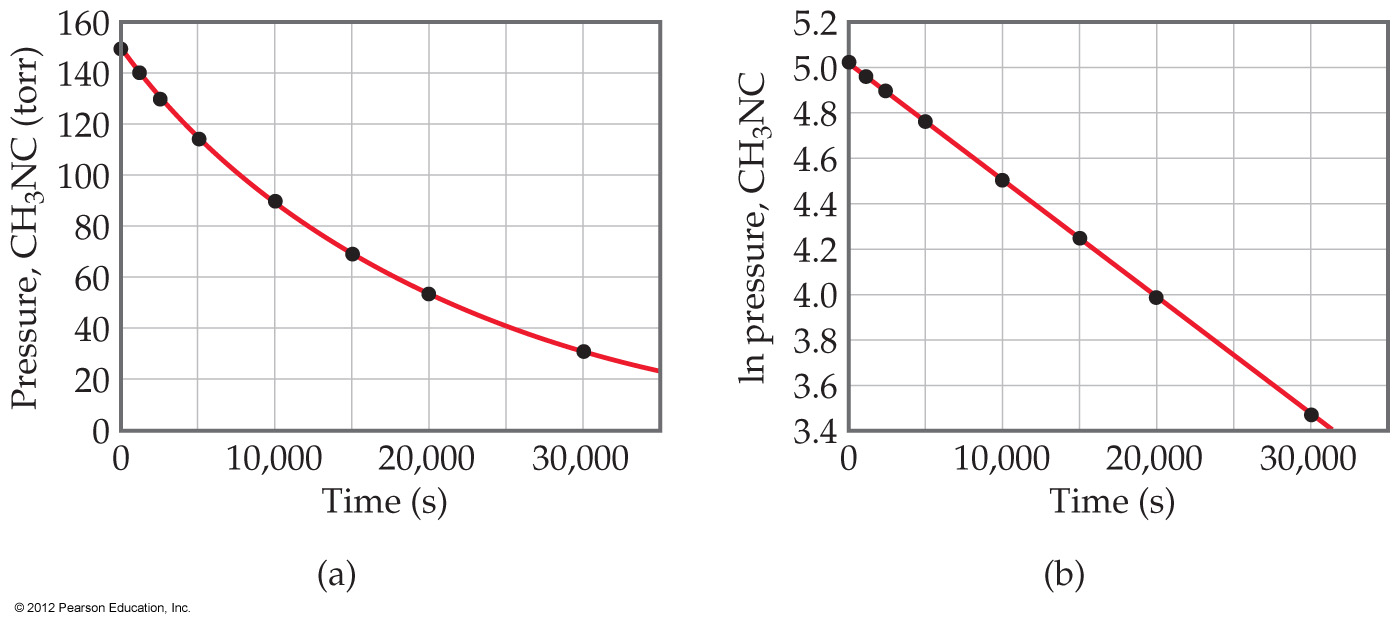 Pressure, CH₃NC (torr)
160
140
120
100
80
60
40
20
0
0 10,000 20,000 30,000
Time (s)
(a)
ln pressure, CH₃NC
5.2
5.0
4.8
4.6
4.4
4.2
4.0
3.8
3.6
3.4
0 10,000 20,000 30,000
Time (s)
(b)
© 2012 Pearson Education, Inc.